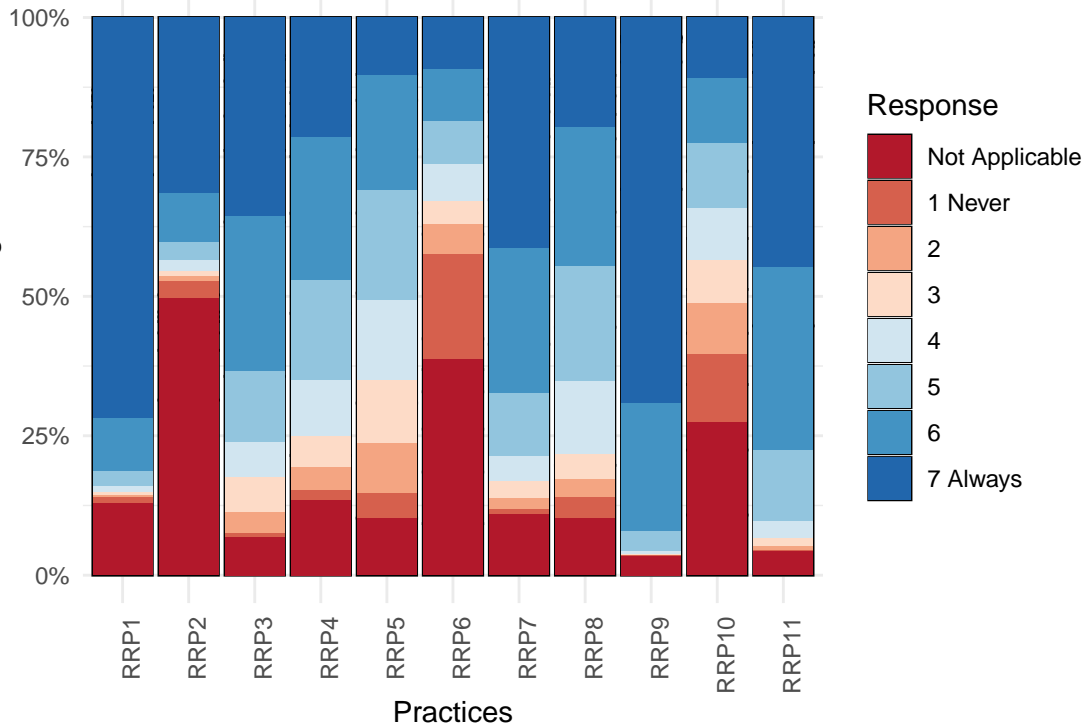 100%
75%
50%
25%
0%
RRP1
RRP2
RRP3
RRP4
RRP5
RRP6
RRP7
RRP8
RRP9
RRP10
RRP11
Practices
Response
Not Applicable
1 Never
2
3
4
5
6
7 Always